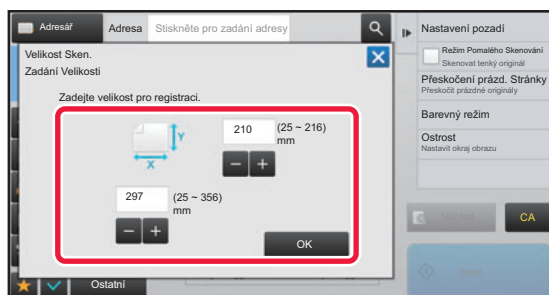 Adresář
Adresa
Stiskněte pro zadání adresy
Nastavení pozadí
Velikost Sken.
Zadání Velikosti
Režim Pomalého Skenování
Skenovat tenký originál
Přeskočení prázd. Stránky
Přeskočit prázdné originály
Zadejte velikost pro registraci.
Barevný režim
Ostrost
Nastavit okraj obrazu
Y
X
210
(25 ~ 216)
mm
297
(25 ~ 356)
mm
OK
Náhled
CA
Start
Ostatní